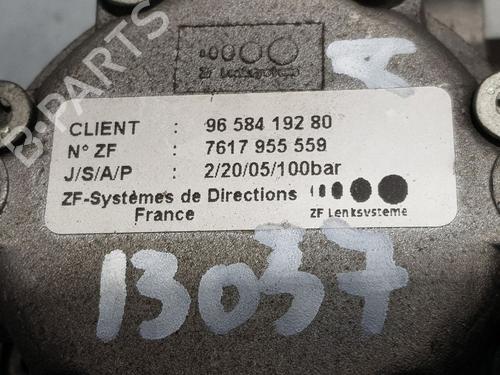 ZF Lenksysteme
B-PARTS
CLIENT : 96 584 192 80
N° ZF : 7617 955 559
J/S/A/P : 2/20/05/100bar
ZF-Systèmes de Directions
France
ZF Lenksysteme
13037